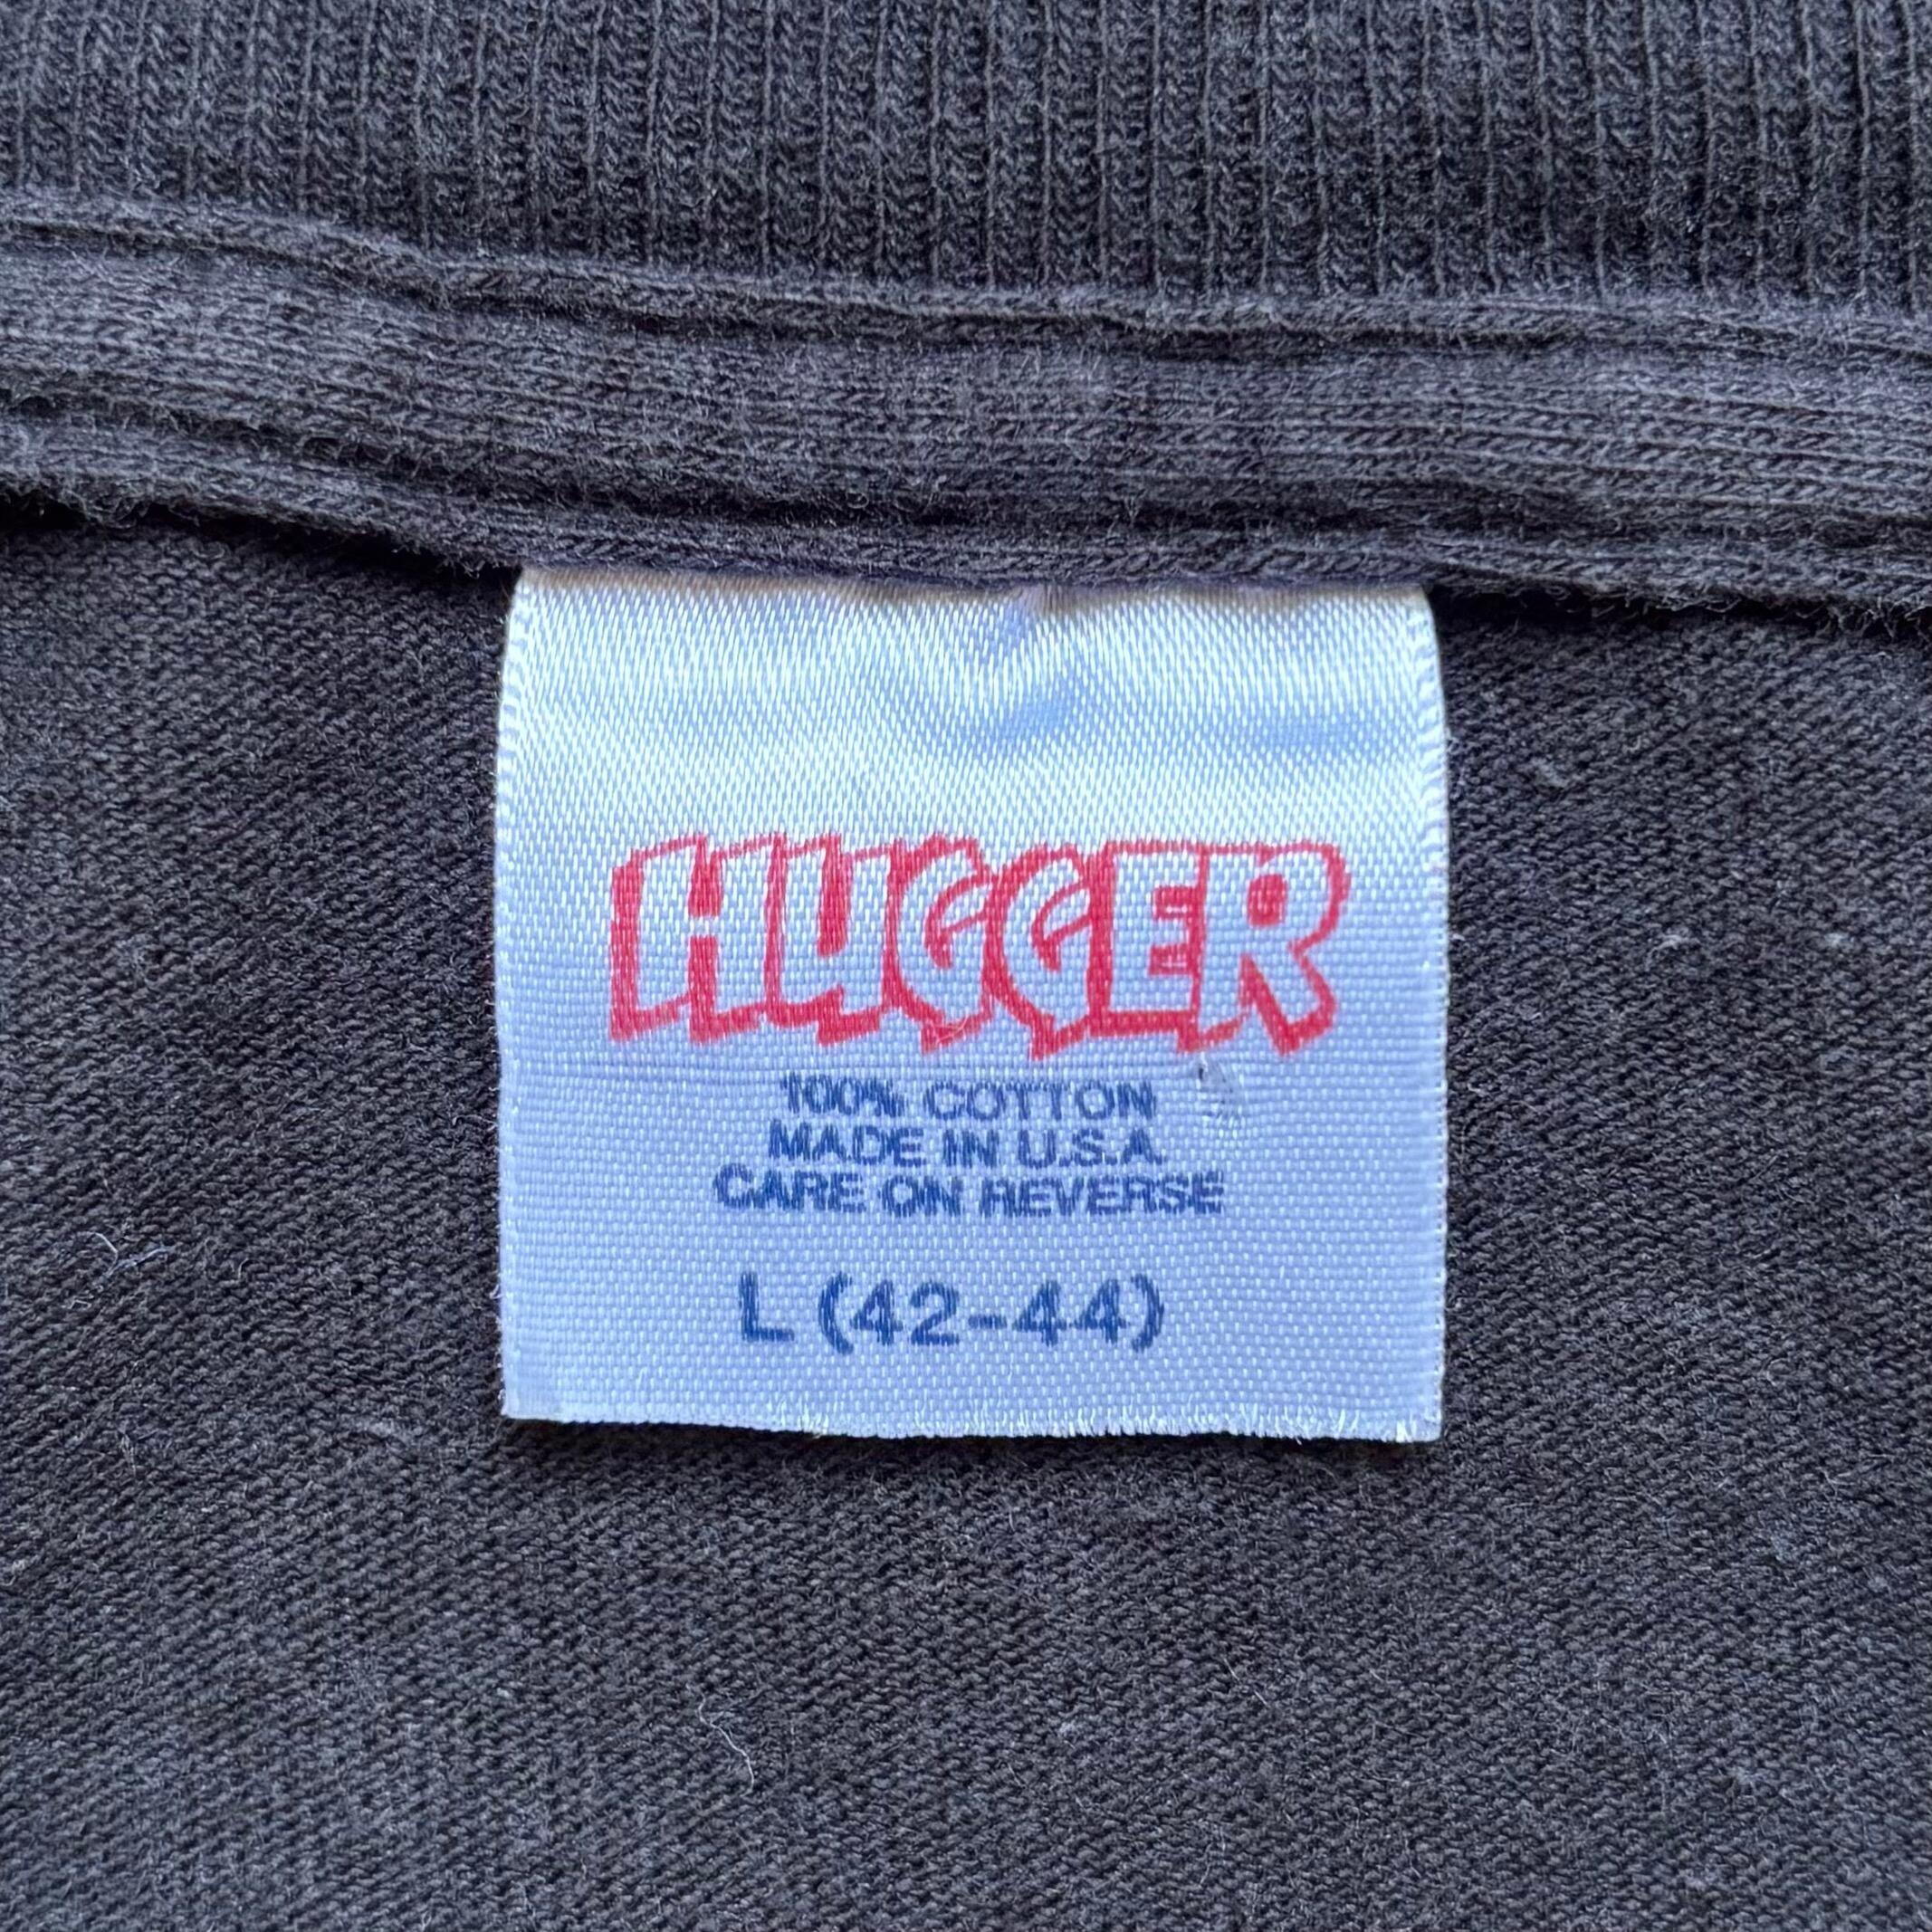 HUGGER
100% COTTON
MADE IN U.S.A.
CARE ON REVERSE
L (42-44)